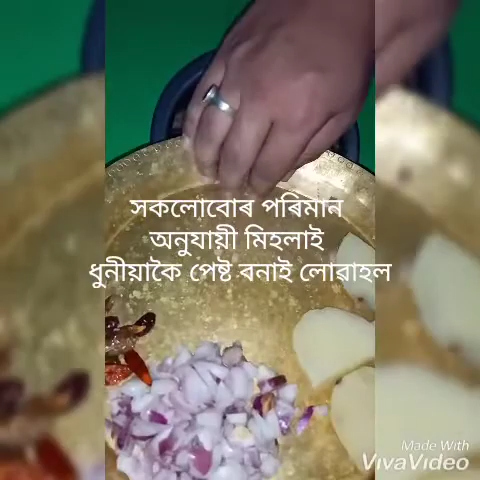 সকলোবোৰ পৰিমান
অনুযায়ী মিহলাই
ধুনীয়াকৈ পেষ্ট বনাই লোৱাহল
Made With
VivaVideo